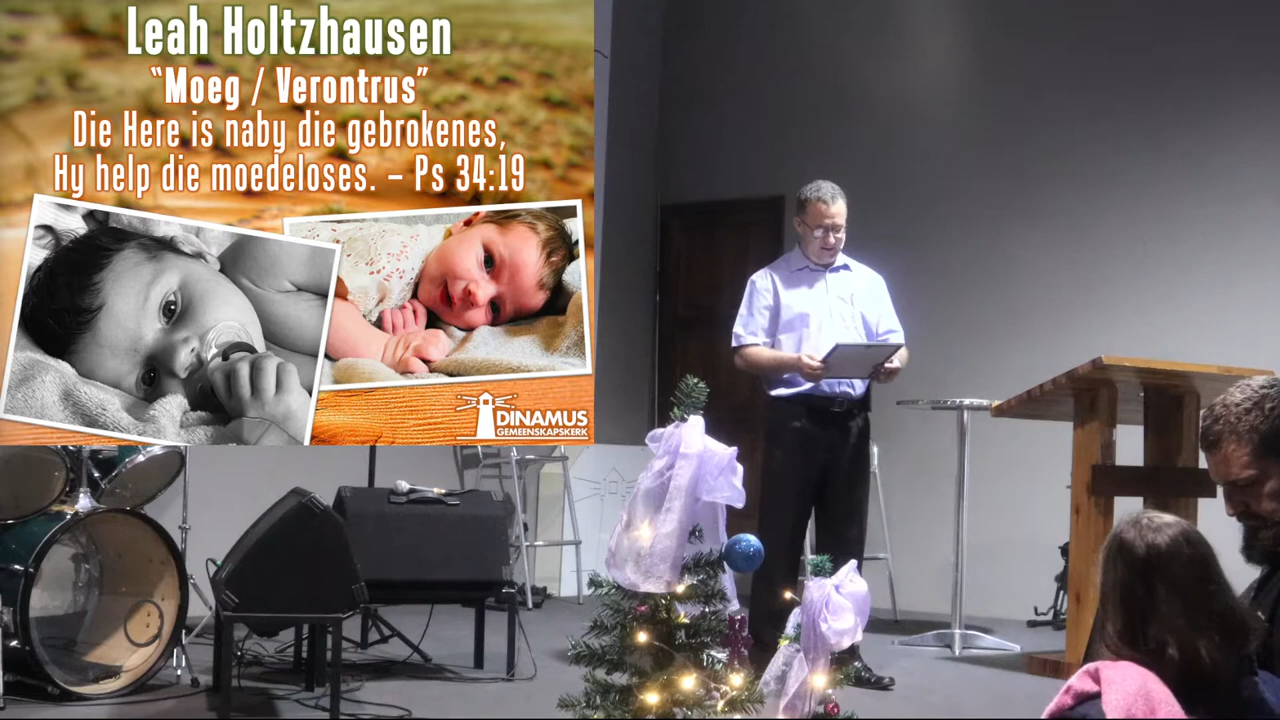 Leah Holtzhausen
"Moeg / Verontrus"
Die Here is naby die gebrokenes,
Hy help die moedeloses. – Ps 34:19
DiNAMUS
GEMEENSKAPSKERK